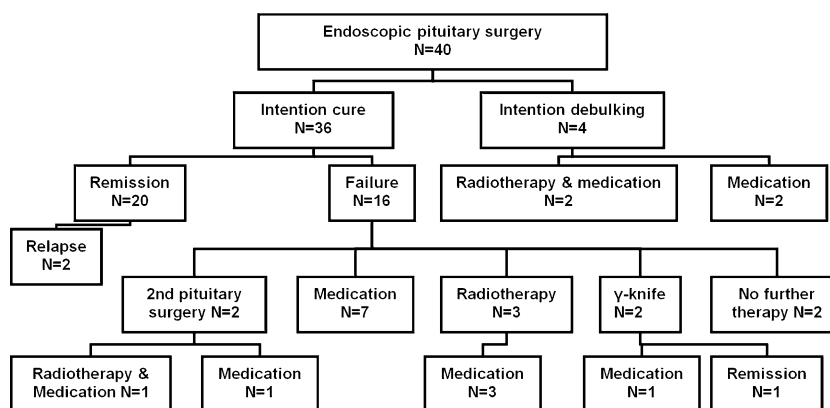 Endoscopic pituitary surgery
N=40
Intention cure
N=36
Intention debulking
N=4
Remission
N=20
Failure
N=16
Radiotherapy & medication
N=2
Medication
N=2
Relapse
N=2
2nd pituitary
surgery N=2
Medication
N=7
Radiotherapy
N=3
γ-knife
N=2
No further
therapy N=2
Radiotherapy &
Medication N=1
Medication
N=1
Medication
N=3
Medication
N=1
Remission
N=1